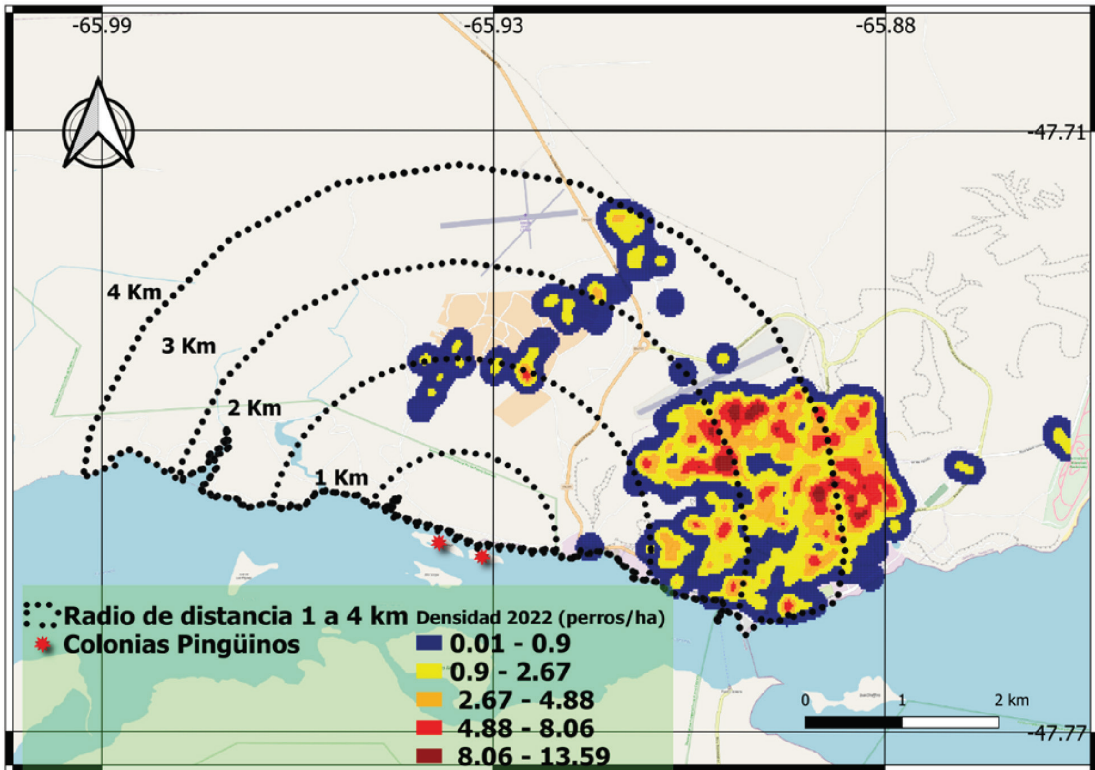 -65.99
-65.93
-65.88
-47.71
4 Km
3 Km
2 Km
1 Km
Radio de distancia 1 a 4 km
Colonias Pingüinos
Densidad 2022 (perros/ha)
0.01 - 0.9
0.9 - 2.67
2.67 - 4.88
4.88 - 8.06
8.06 - 13.59
0 1 2 km
-47.77